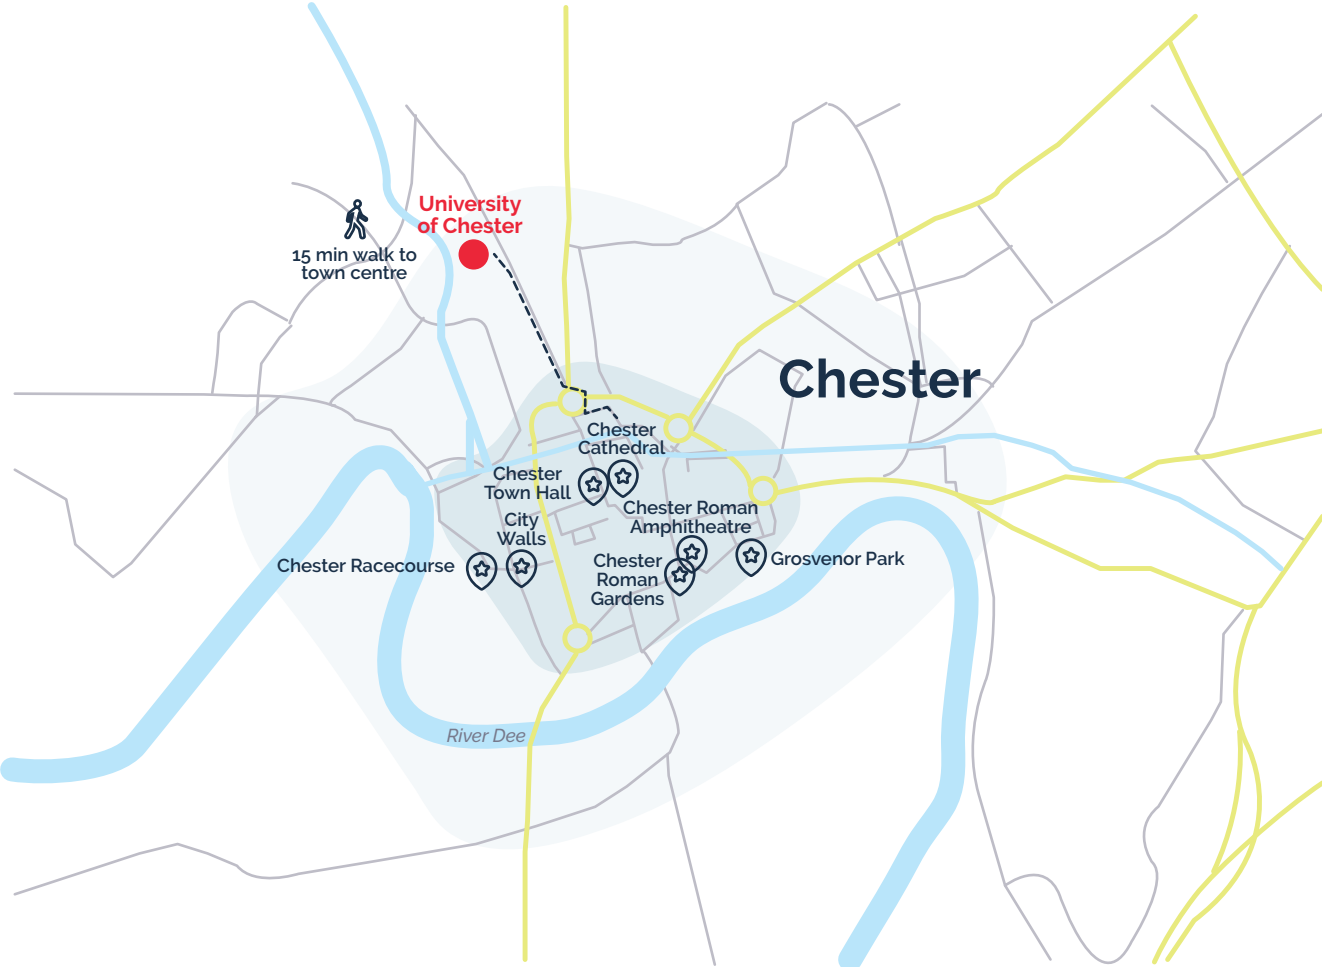 University
of Chester
15 min walk to
town centre
Chester
Chester
Cathedral
Chester
Town Hall
City
Walls
Chester Roman
Amphitheatre
Chester Racecourse
Chester
Roman
Gardens
Grosvenor Park
River Dee